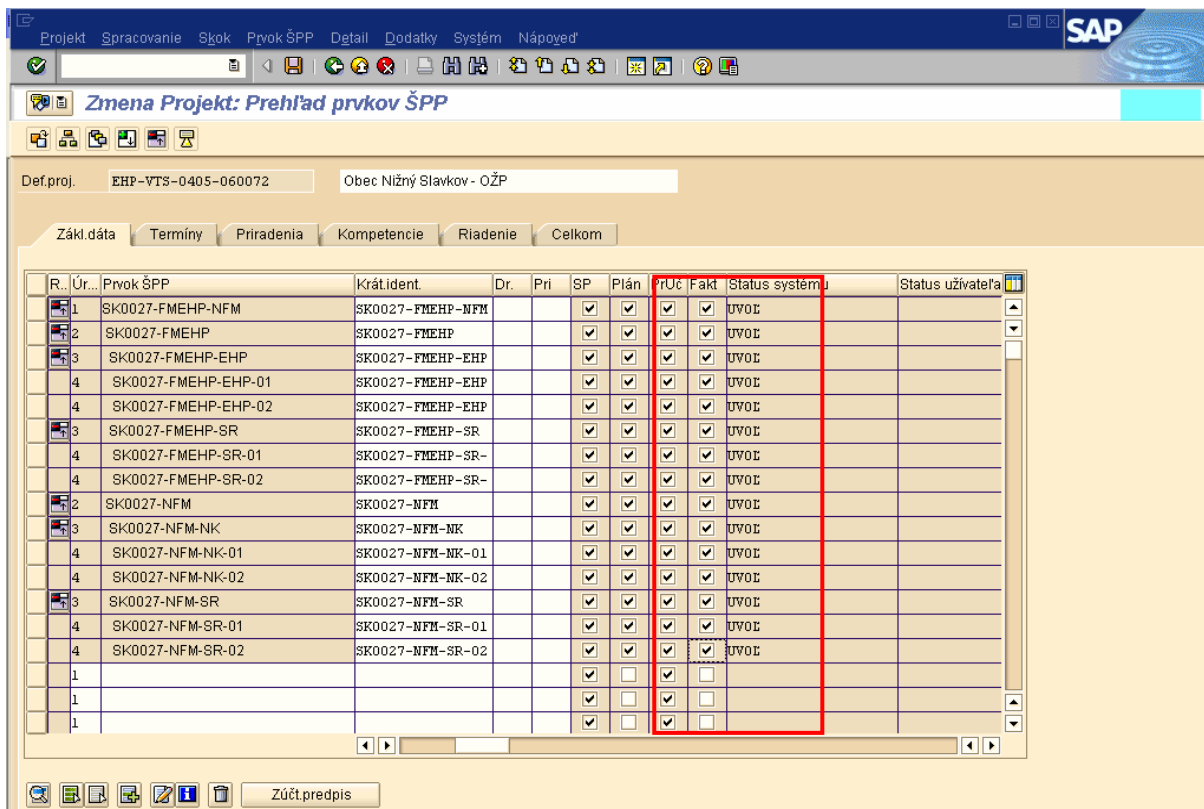 Projekt Spracovanie Skok Prvok ŠPP Detail Dodatky Systém Nápoveď
SAP
Zmena Projekt: Prehľad prvkov ŠPP
Def.proj. EHP-VTS-0405-060072 Obec Nižný Slavkov - OŽP
Zákl.dáta Termíny Priradenia Kompetencie Riadenie Celkom
R.. Úr... Prvok ŠPP Krát.ident. Dr. Pri SP Plán PrÚč Fakt Status systému Status užívateľa
1 SK0027-FMEHP-NFM SK0027-FMEHP-NFM UVOĽ
2 SK0027-FMEHP SK0027-FMEHP UVOĽ
3 SK0027-FMEHP-EHP SK0027-FMEHP-EHP UVOĽ
4 SK0027-FMEHP-EHP-01 SK0027-FMEHP-EHP UVOĽ
4 SK0027-FMEHP-EHP-02 SK0027-FMEHP-EHP UVOĽ
3 SK0027-FMEHP-SR SK0027-FMEHP-SR UVOĽ
4 SK0027-FMEHP-SR-01 SK0027-FMEHP-SR- UVOĽ
4 SK0027-FMEHP-SR-02 SK0027-FMEHP-SR- UVOĽ
2 SK0027-NFM SK0027-NFM UVOĽ
3 SK0027-NFM-NK SK0027-NFM-NK UVOĽ
4 SK0027-NFM-NK-01 SK0027-NFM-NK-01 UVOĽ
4 SK0027-NFM-NK-02 SK0027-NFM-NK-02 UVOĽ
3 SK0027-NFM-SR SK0027-NFM-SR UVOĽ
4 SK0027-NFM-SR-01 SK0027-NFM-SR-01 UVOĽ
4 SK0027-NFM-SR-02 SK0027-NFM-SR-02 UVOĽ
1
1
1
Zúčt.predpis